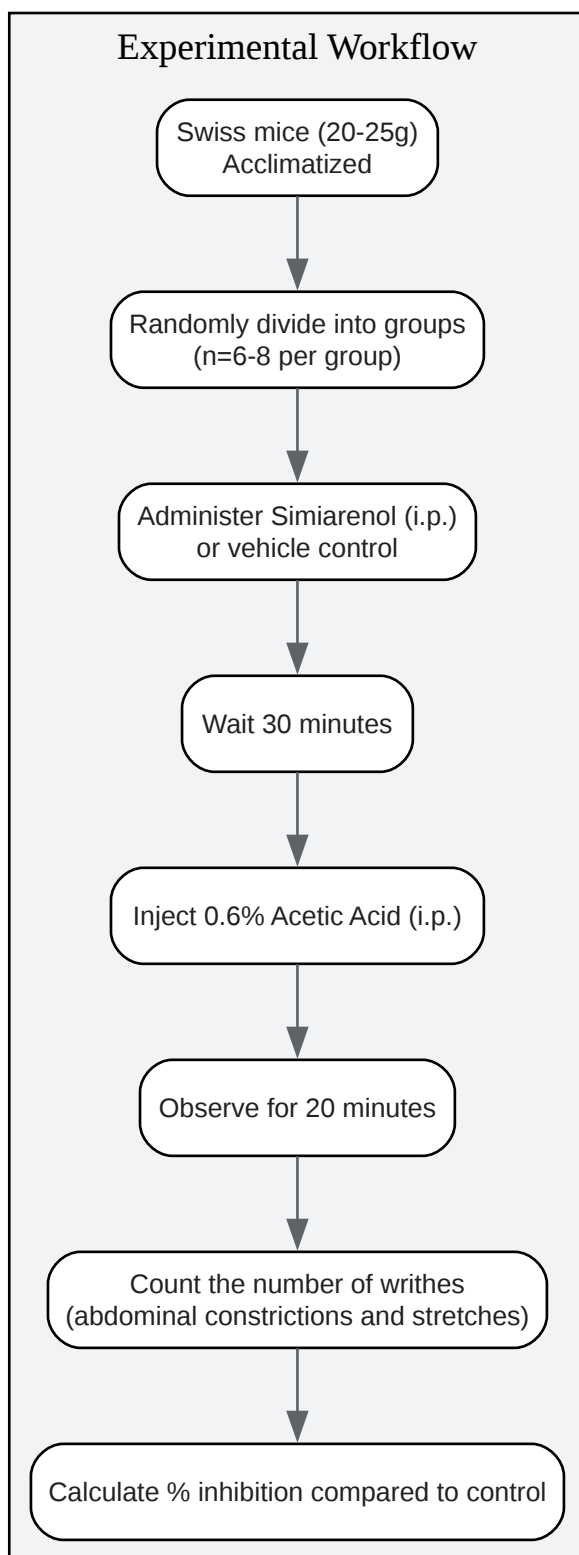 Experimental Workflow
Swiss mice (20-25g)
Acclimatized
Randomly divide into groups
(n=6-8 per group)
Administer Simiarenol (i.p.)
or vehicle control
Wait 30 minutes
Inject 0.6% Acetic Acid (i.p.)
Observe for 20 minutes
Count the number of writhes
(abdominal constrictions and stretches)
Calculate % inhibition compared to control